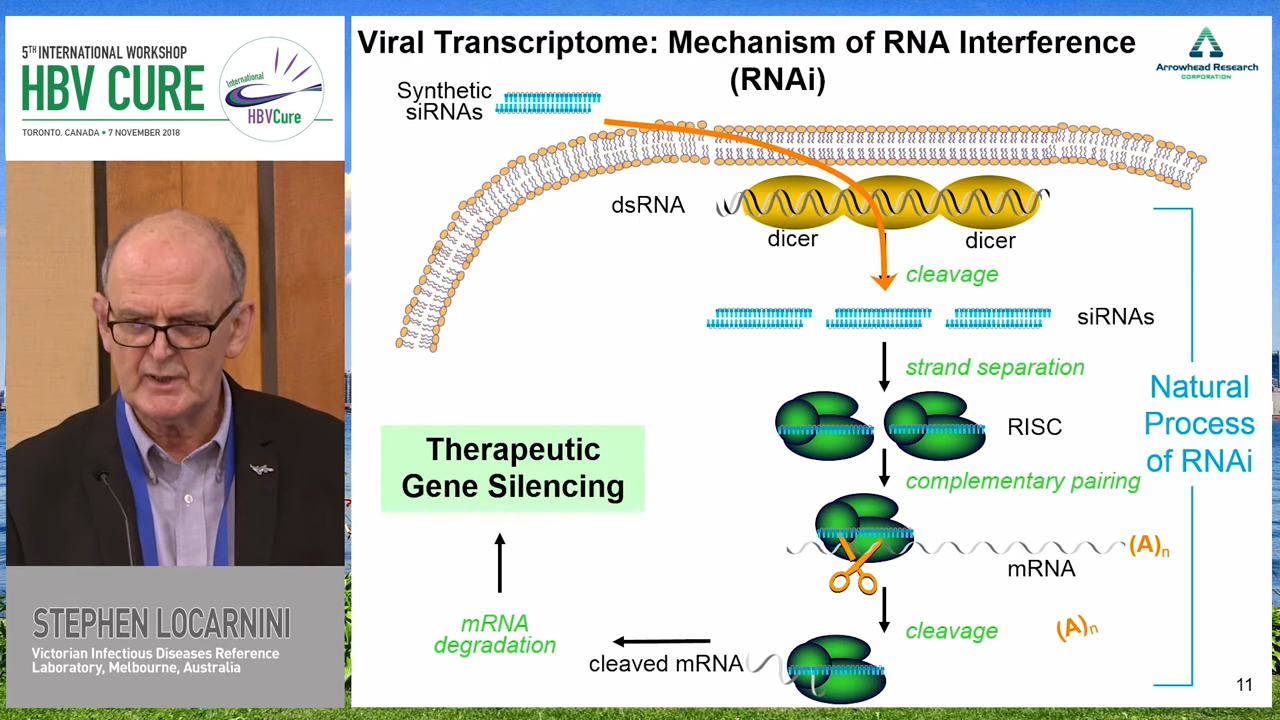 5TH INTERNATIONAL WORKSHOP
HBV CURE
TORONTO. CANADA • 7 NOVEMBER 2018
International
HBVCure
STEPHEN LOCARNINI
Victorian Infectious Diseases Reference
Laboratory, Melbourne, Australia
Viral Transcriptome: Mechanism of RNA Interference
(RNAi)
Arrowhead Research
CORPORATION
Synthetic
siRNAs
dsRNA
dicer
dicer
cleavage
siRNAs
strand separation
RISC
complementary pairing
(A)n
mRNA
cleavage
(A)n
cleaved mRNA
mRNA
degradation
Therapeutic
Gene Silencing
Natural
Process
of RNAi
11